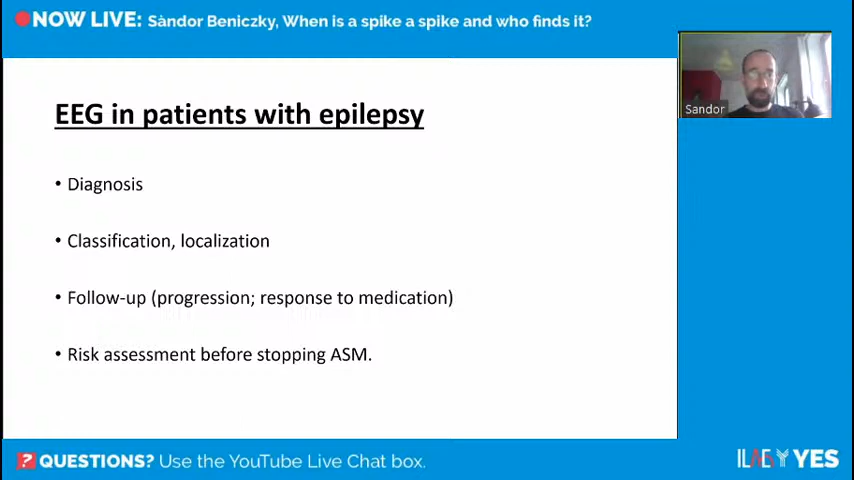 NOW LIVE: Sàndor Beniczky, When is a spike a spike and who finds it?
Sandor
EEG in patients with epilepsy
• Diagnosis
• Classification, localization
• Follow-up (progression; response to medication)
• Risk assessment before stopping ASM.
? QUESTIONS? Use the YouTube Live Chat box.
ILAE YES